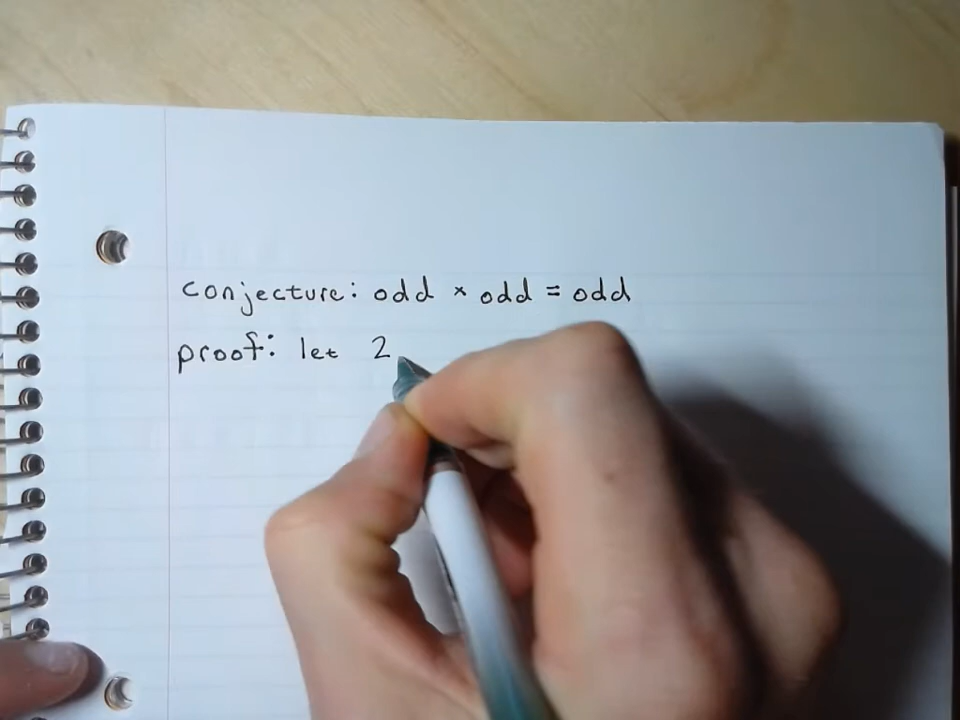 conjecture: odd × odd = odd
proof: let 2